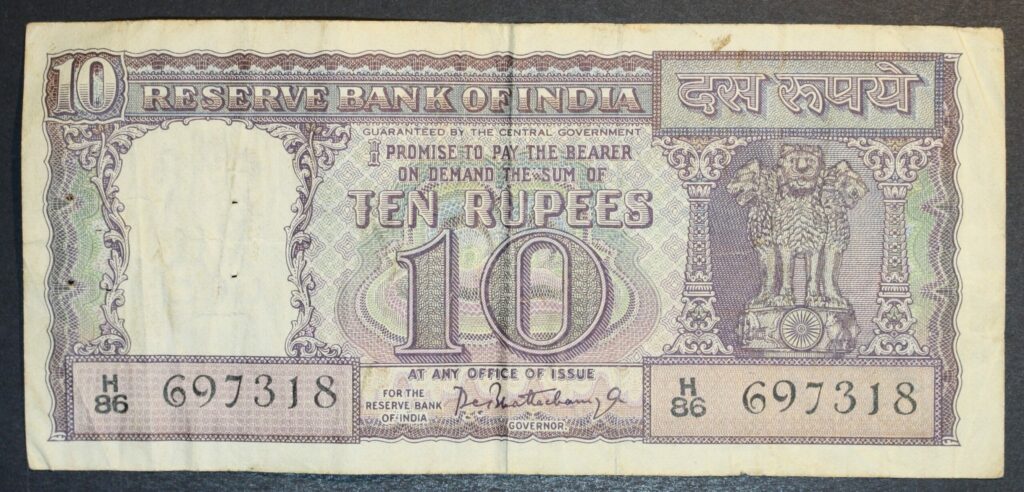 10
RESERVE BANK OF INDIA
दस रूपये
GUARANTEED BY THE CENTRAL GOVERNMENT
I PROMISE TO PAY THE BEARER
ON DEMAND THE SUM OF
TEN RUPEES
10
AT ANY OFFICE OF ISSUE
FOR THE
RESERVE BANK
OF INDIA
GOVERNOR.
H
86 697318
H
86 697318